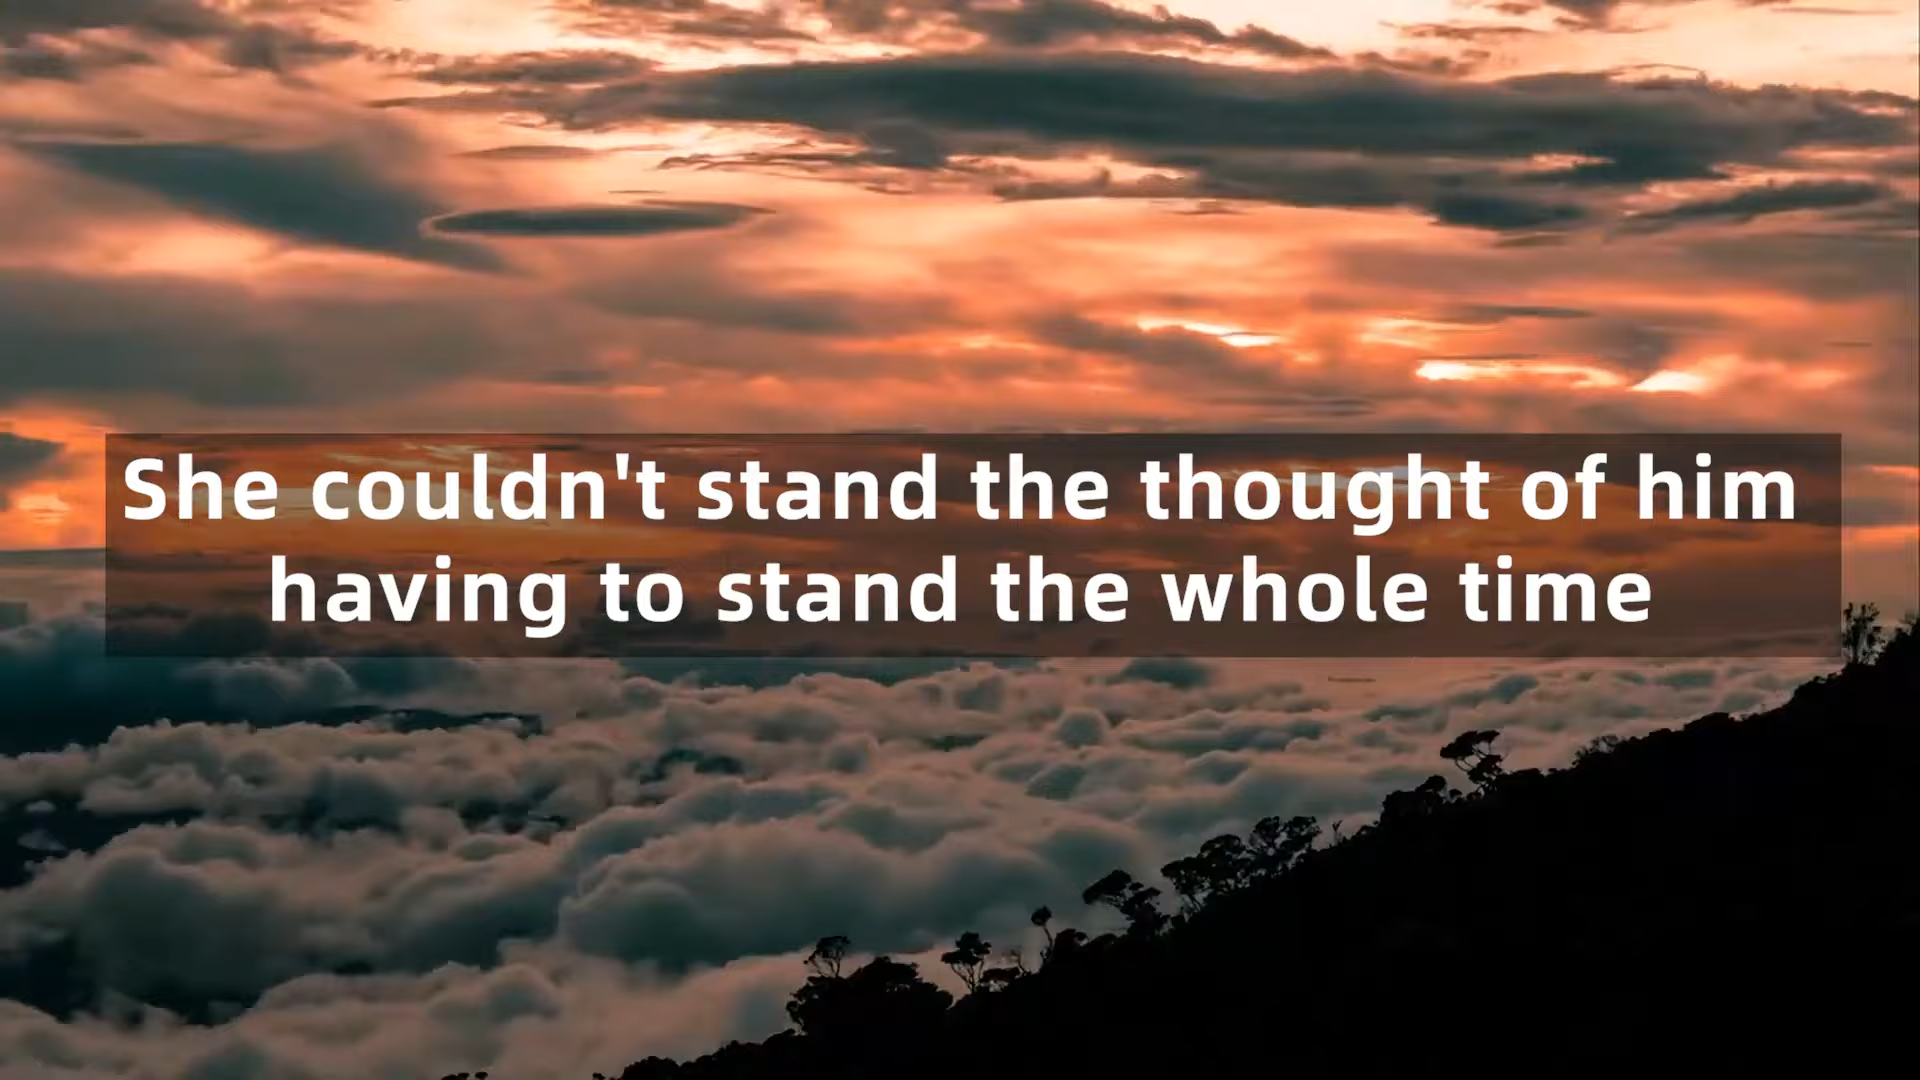 She couldn't stand the thought of him
having to stand the whole time